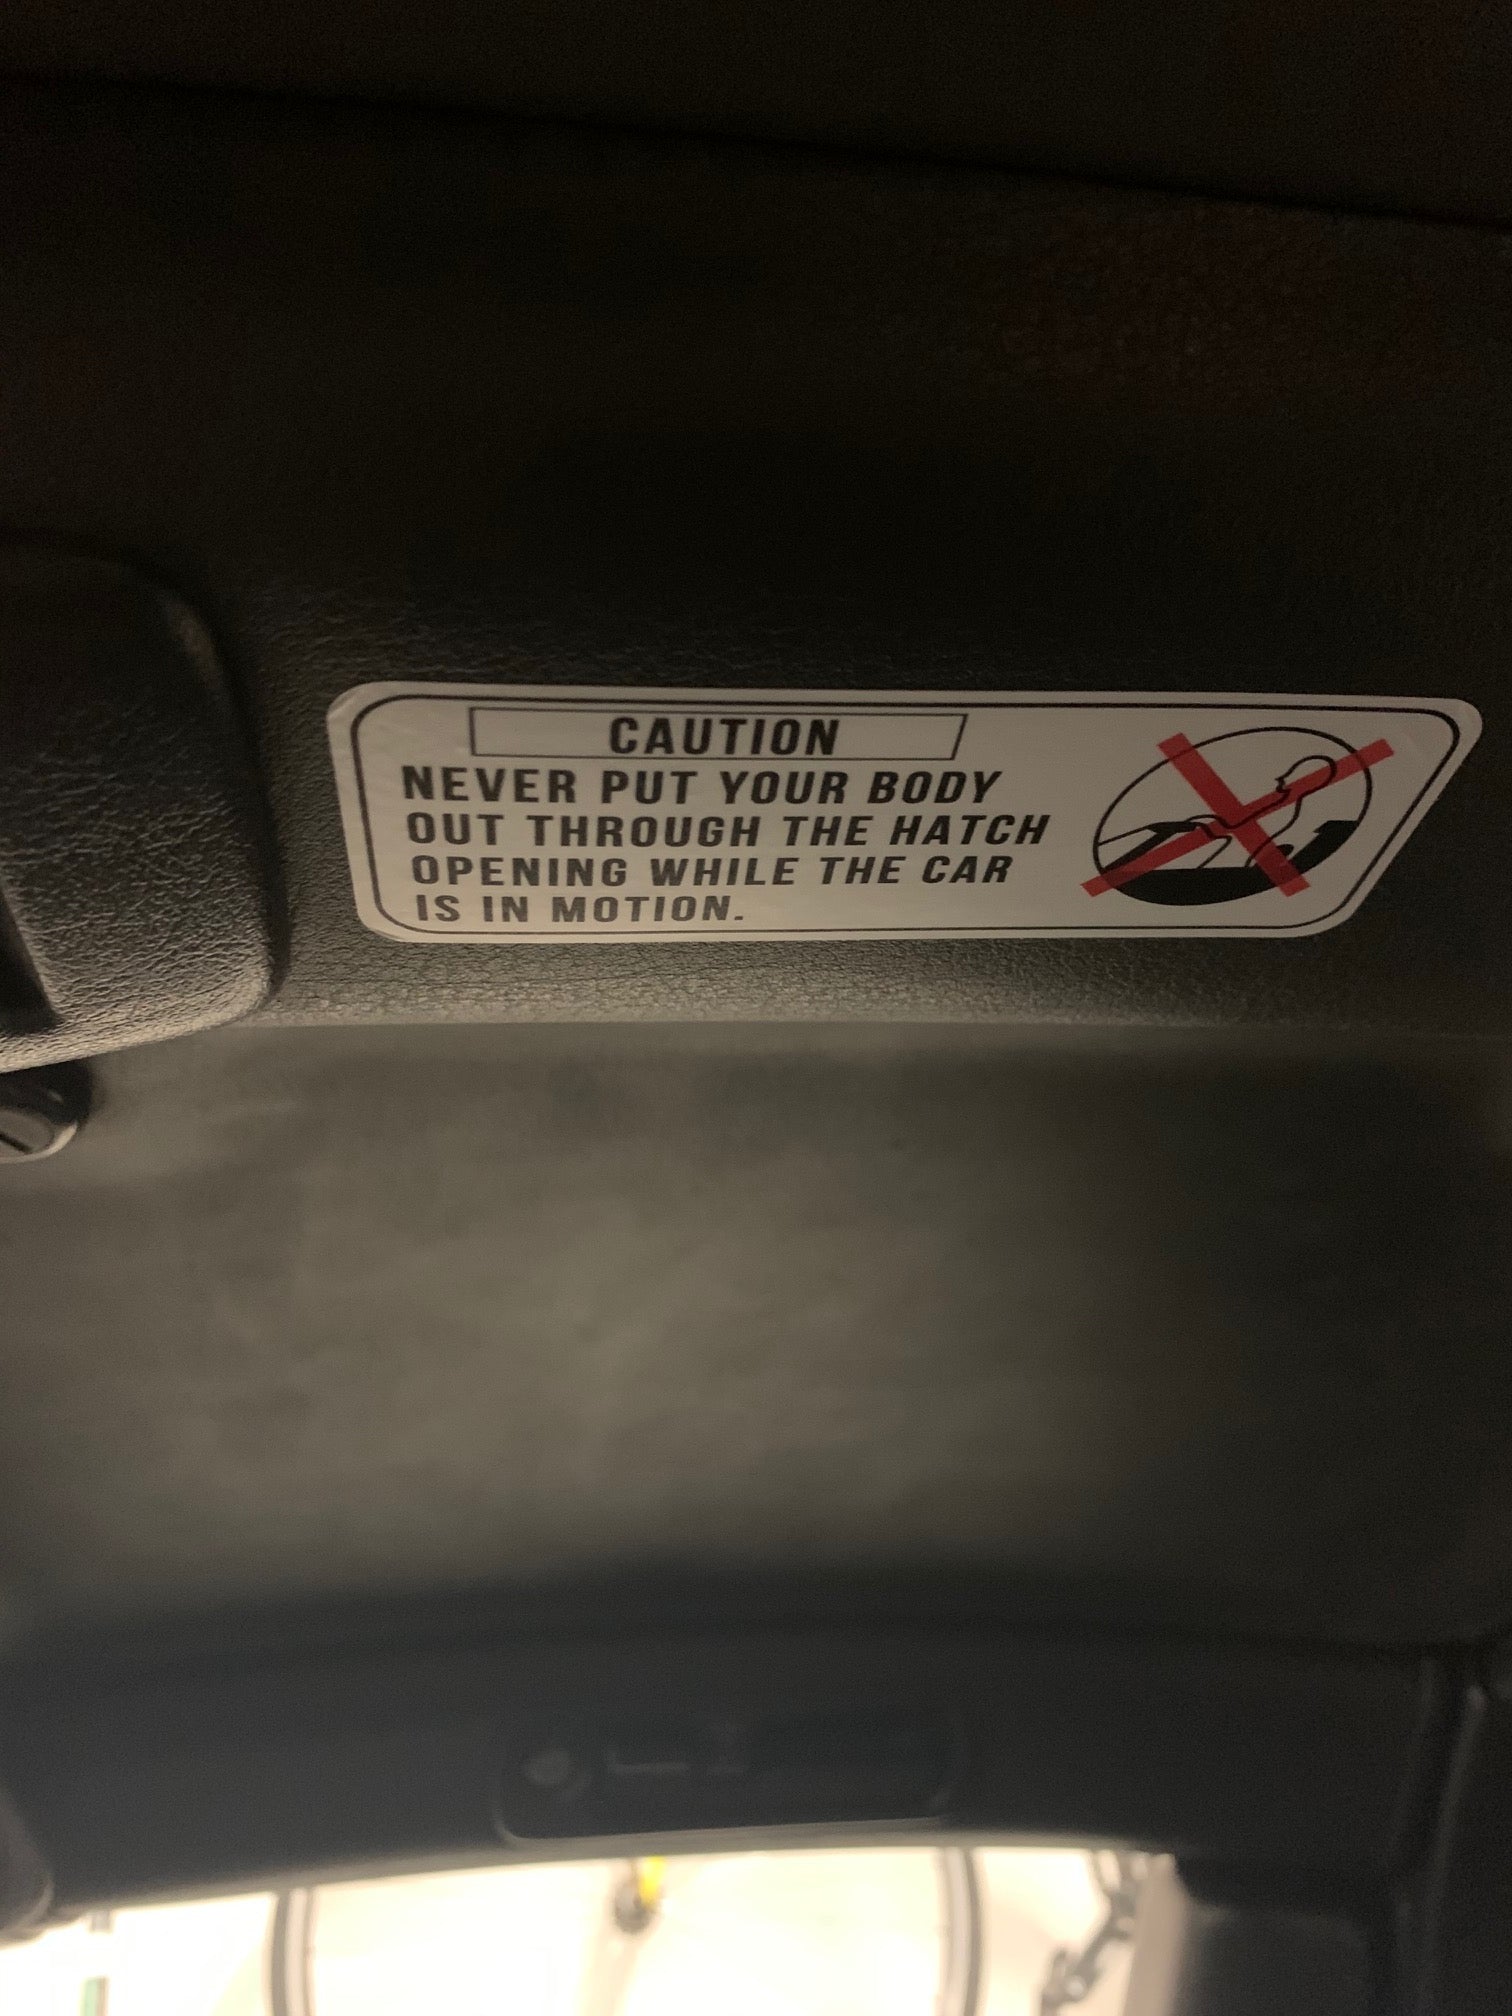 CAUTION
NEVER PUT YOUR BODY
OUT THROUGH THE HATCH
OPENING WHILE THE CAR
IS IN MOTION.